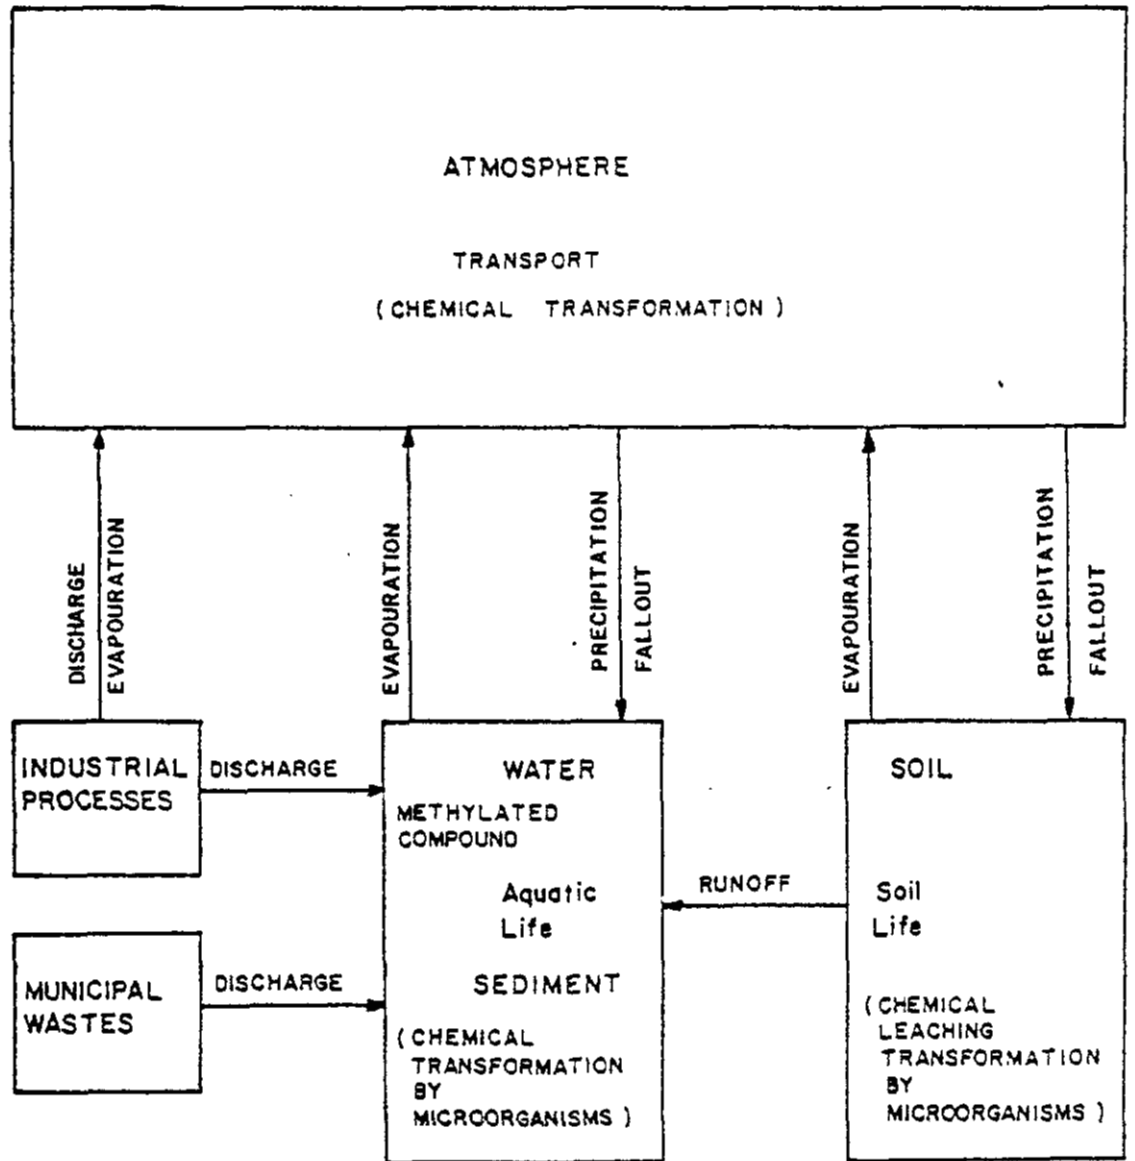 ATMOSPHERE
TRANSPORT
( CHEMICAL TRANSFORMATION )
DISCHARGE
EVAPOURATION
EVAPOURATION
PRECIPITATION
FALLOUT
EVAPOURATION
PRECIPITATION
FALLOUT
INDUSTRIAL
PROCESSES
DISCHARGE
WATER
METHYLATED
COMPOUND
Aquatic
Life
SEDIMENT
( CHEMICAL
TRANSFORMATION
BY
MICROORGANISMS )
MUNICIPAL
WASTES
DISCHARGE
RUNOFF
SOIL
Soil
Life
( CHEMICAL
LEACHING
TRANSFORMATION
BY
MICROORGANISMS )